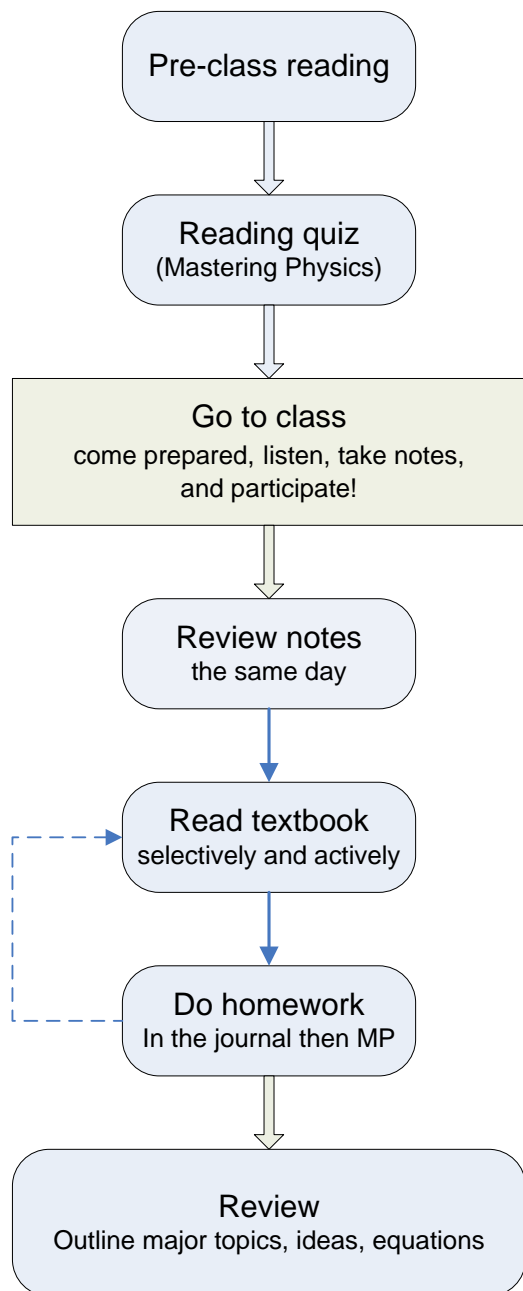 Pre-class reading
Reading quiz
(Mastering Physics)
Go to class
come prepared, listen, take notes,
and participate!
Review notes
the same day
Read textbook
selectively and actively
Do homework
In the journal then MP
Review
Outline major topics, ideas, equations